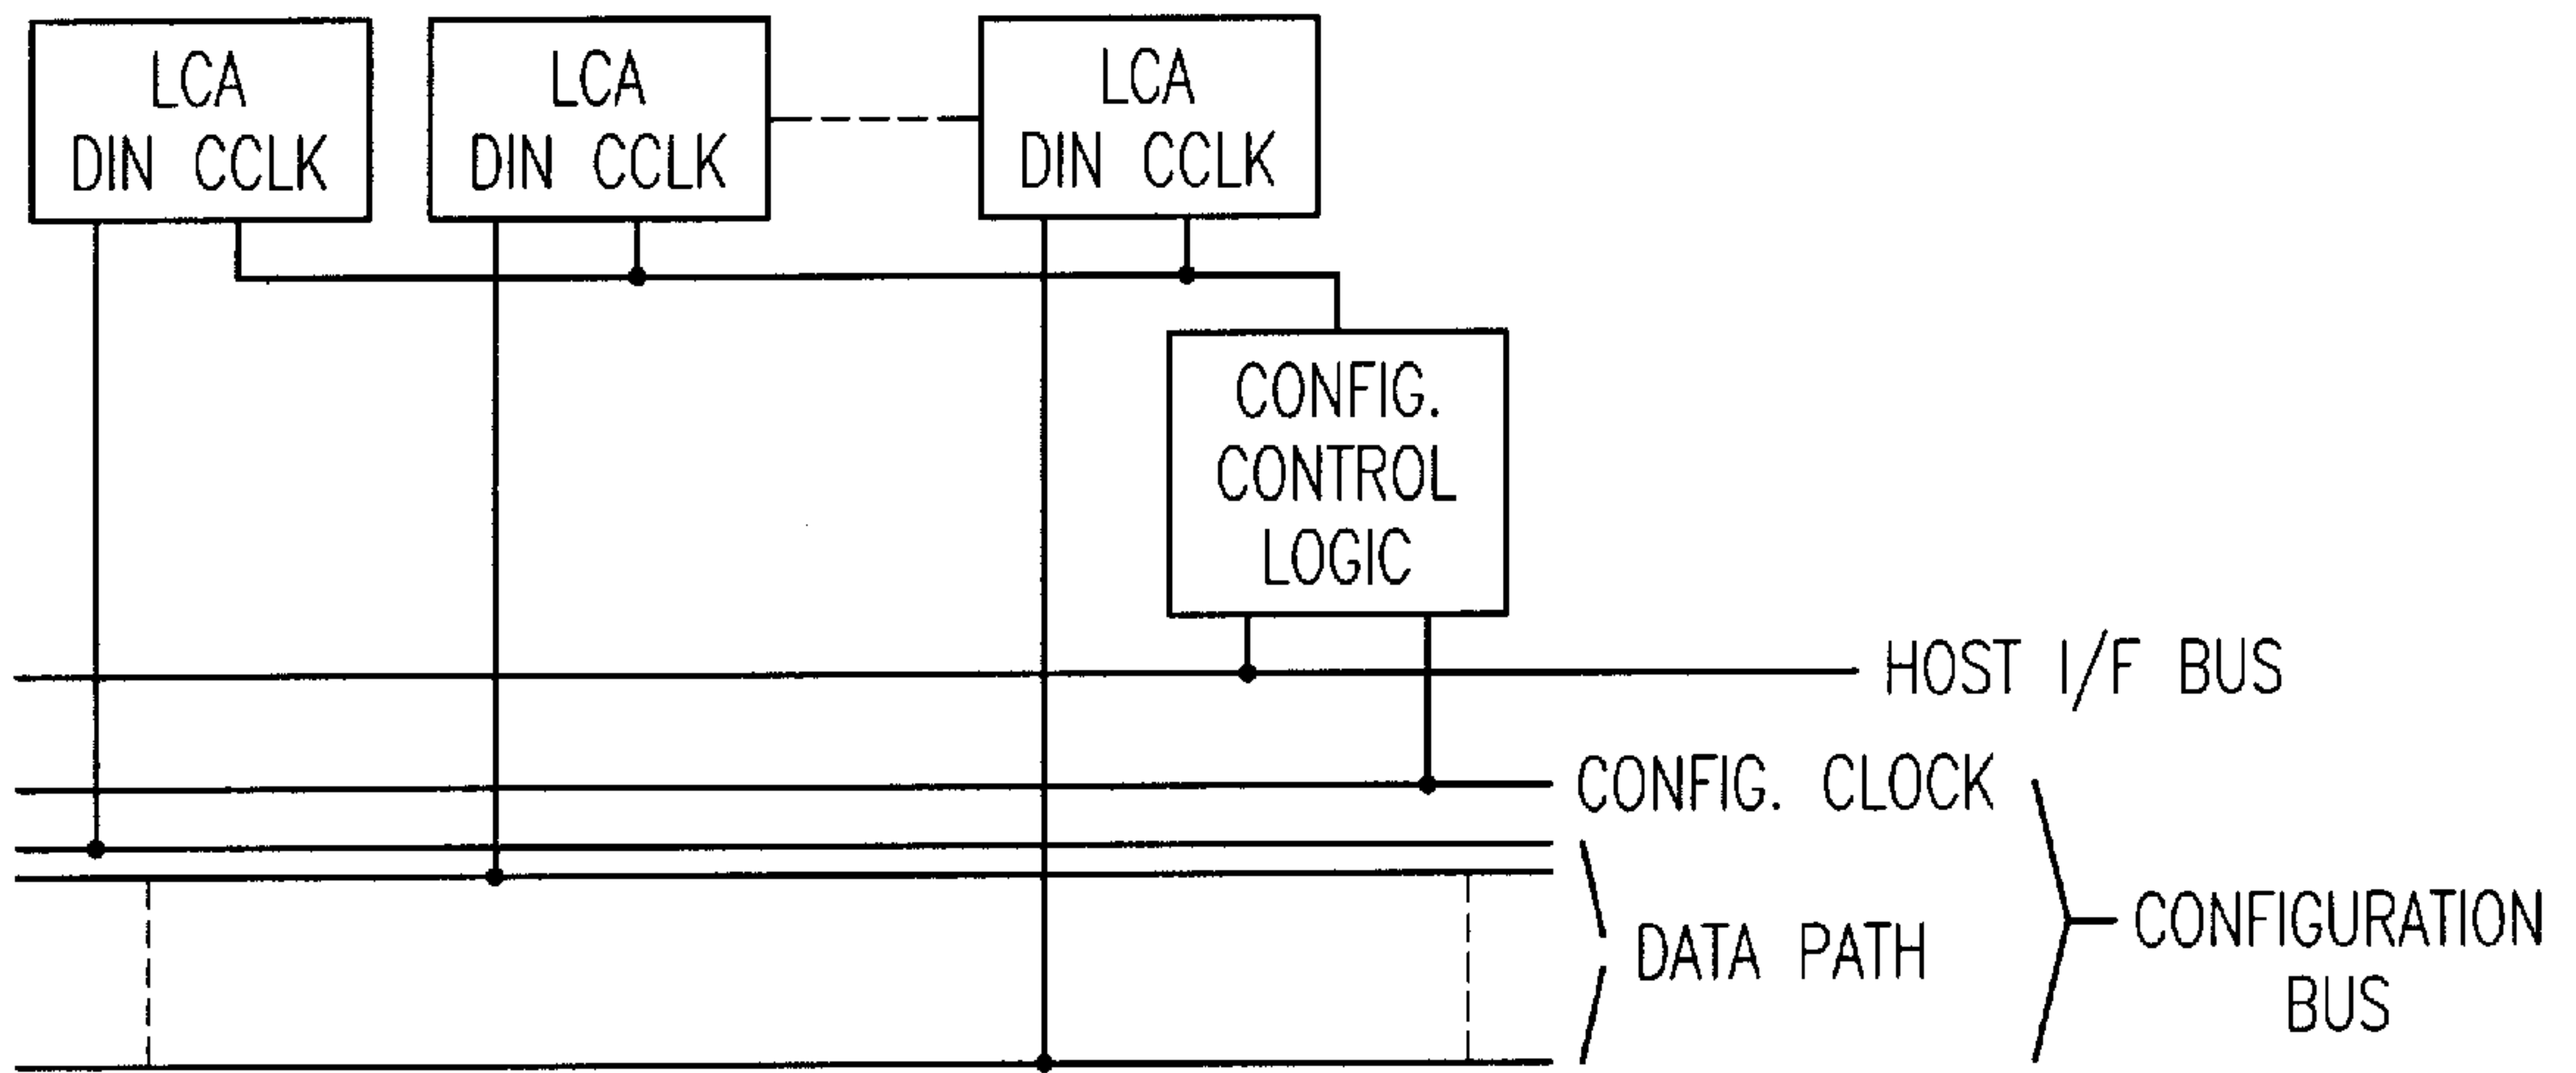 LCA
DIN CCLK
LCA
DIN CCLK
LCA
DIN CCLK
CONFIG.
CONTROL
LOGIC
HOST I/F BUS
CONFIG. CLOCK
DATA PATH
CONFIGURATION
BUS